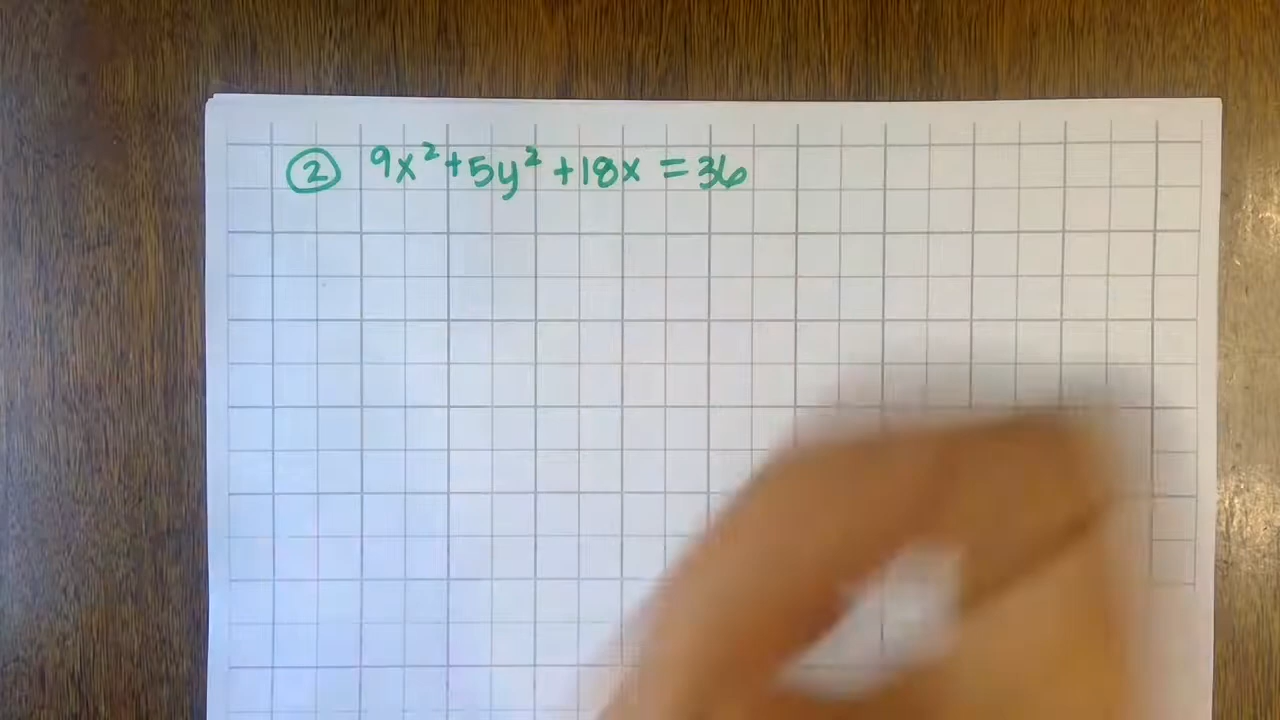 ② 9x² + 5y² + 18x = 36